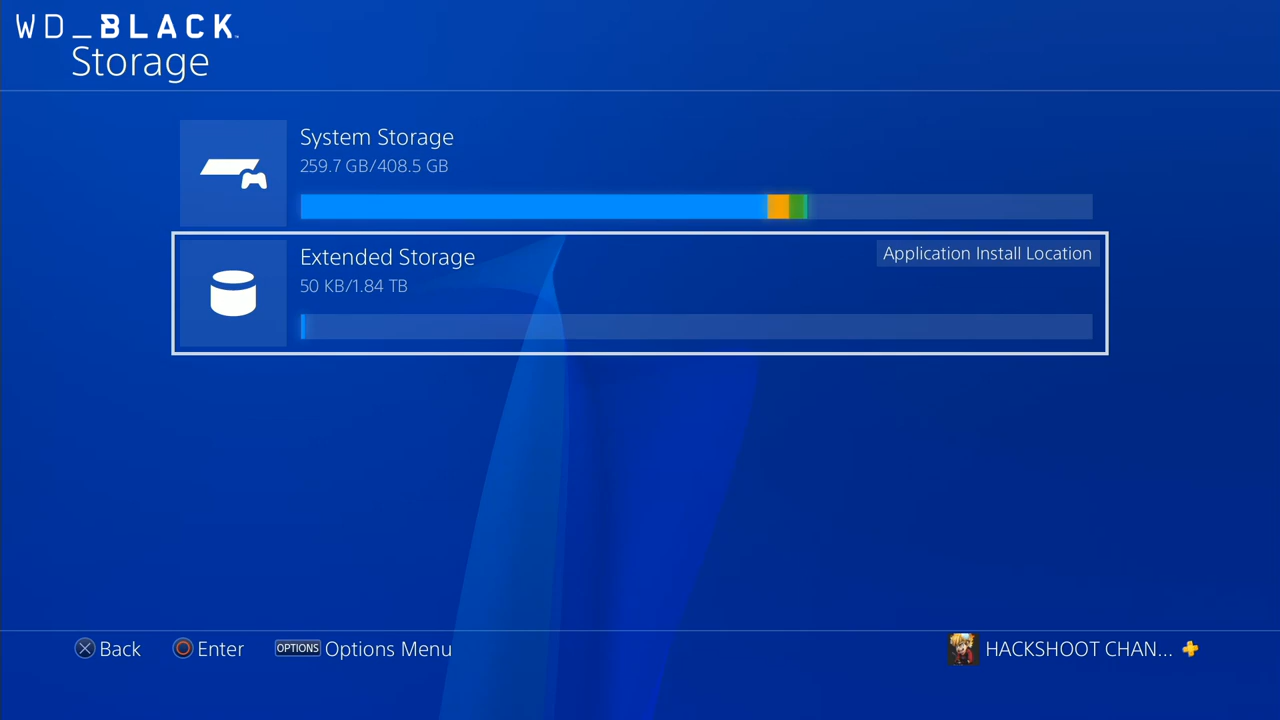 WD_BLACK™
Storage
System Storage
259.7 GB/408.5 GB
Extended Storage
Application Install Location
50 KB/1.84 TB
Back
Enter
OPTIONS Options Menu
HACKSHOOT CHAN...